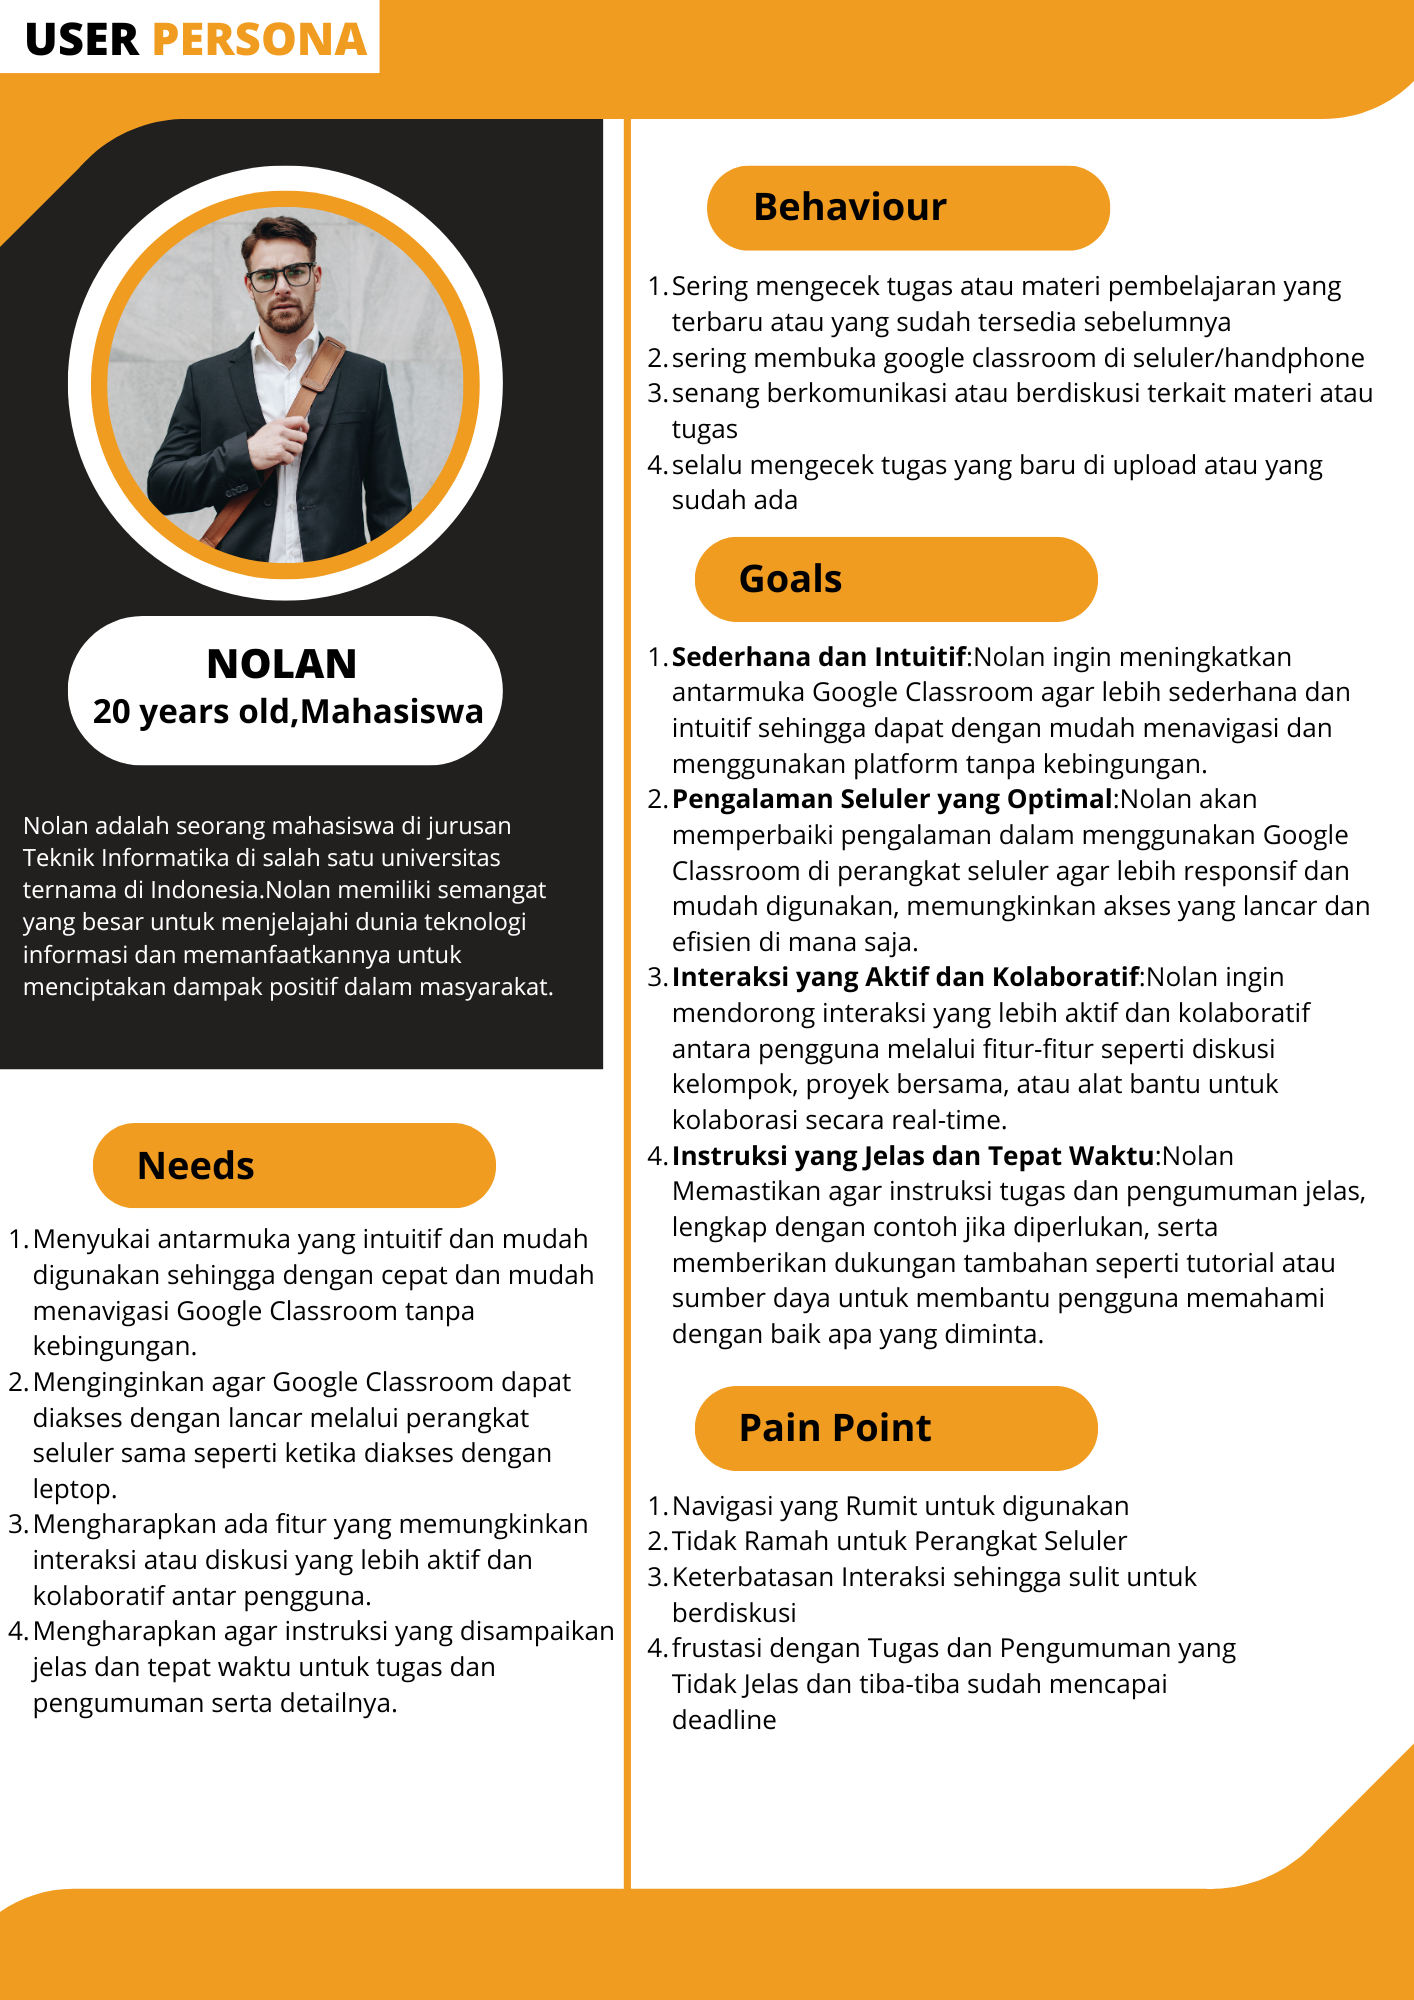 USER PERSONA
NOLAN
20 years old,Mahasiswa
Nolan adalah seorang mahasiswa di jurusan
Teknik Informatika di salah satu universitas
ternama di Indonesia.Nolan memiliki semangat
yang besar untuk menjelajahi dunia teknologi
informasi dan memanfaatkannya untuk
menciptakan dampak positif dalam masyarakat.
Needs
1. Menyukai antarmuka yang intuitif dan mudah
digunakan sehingga dengan cepat dan mudah
menavigasi Google Classroom tanpa
kebingungan.
2. Menginginkan agar Google Classroom dapat
diakses dengan lancar melalui perangkat
seluler sama seperti ketika diakses dengan
leptop.
3. Mengharapkan ada fitur yang memungkinkan
interaksi atau diskusi yang lebih aktif dan
kolaboratif antar pengguna.
4. Mengharapkan agar instruksi yang disampaikan
jelas dan tepat waktu untuk tugas dan
pengumuman serta detailnya.
Behaviour
1. Sering mengecek tugas atau materi pembelajaran yang
terbaru atau yang sudah tersedia sebelumnya
2. sering membuka google classroom di seluler/handphone
3. senang berkomunikasi atau berdiskusi terkait materi atau
tugas
4. selalu mengecek tugas yang baru di upload atau yang
sudah ada
Goals
1. Sederhana dan Intuitif:Nolan ingin meningkatkan
antarmuka Google Classroom agar lebih sederhana dan
intuitif sehingga dapat dengan mudah menavigasi dan
menggunakan platform tanpa kebingungan.
2. Pengalaman Seluler yang Optimal:Nolan akan
memperbaiki pengalaman dalam menggunakan Google
Classroom di perangkat seluler agar lebih responsif dan
mudah digunakan, memungkinkan akses yang lancar dan
efisien di mana saja.
3. Interaksi yang Aktif dan Kolaboratif:Nolan ingin
mendorong interaksi yang lebih aktif dan kolaboratif
antara pengguna melalui fitur-fitur seperti diskusi
kelompok, proyek bersama, atau alat bantu untuk
kolaborasi secara real-time.
4. Instruksi yang Jelas dan Tepat Waktu:Nolan
Memastikan agar instruksi tugas dan pengumuman jelas,
lengkap dengan contoh jika diperlukan, serta
memberikan dukungan tambahan seperti tutorial atau
sumber daya untuk membantu pengguna memahami
dengan baik apa yang diminta.
Pain Point
1. Navigasi yang Rumit untuk digunakan
2. Tidak Ramah untuk Perangkat Seluler
3. Keterbatasan Interaksi sehingga sulit untuk
berdiskusi
4. frustasi dengan Tugas dan Pengumuman yang
Tidak Jelas dan tiba-tiba sudah mencapai
deadline